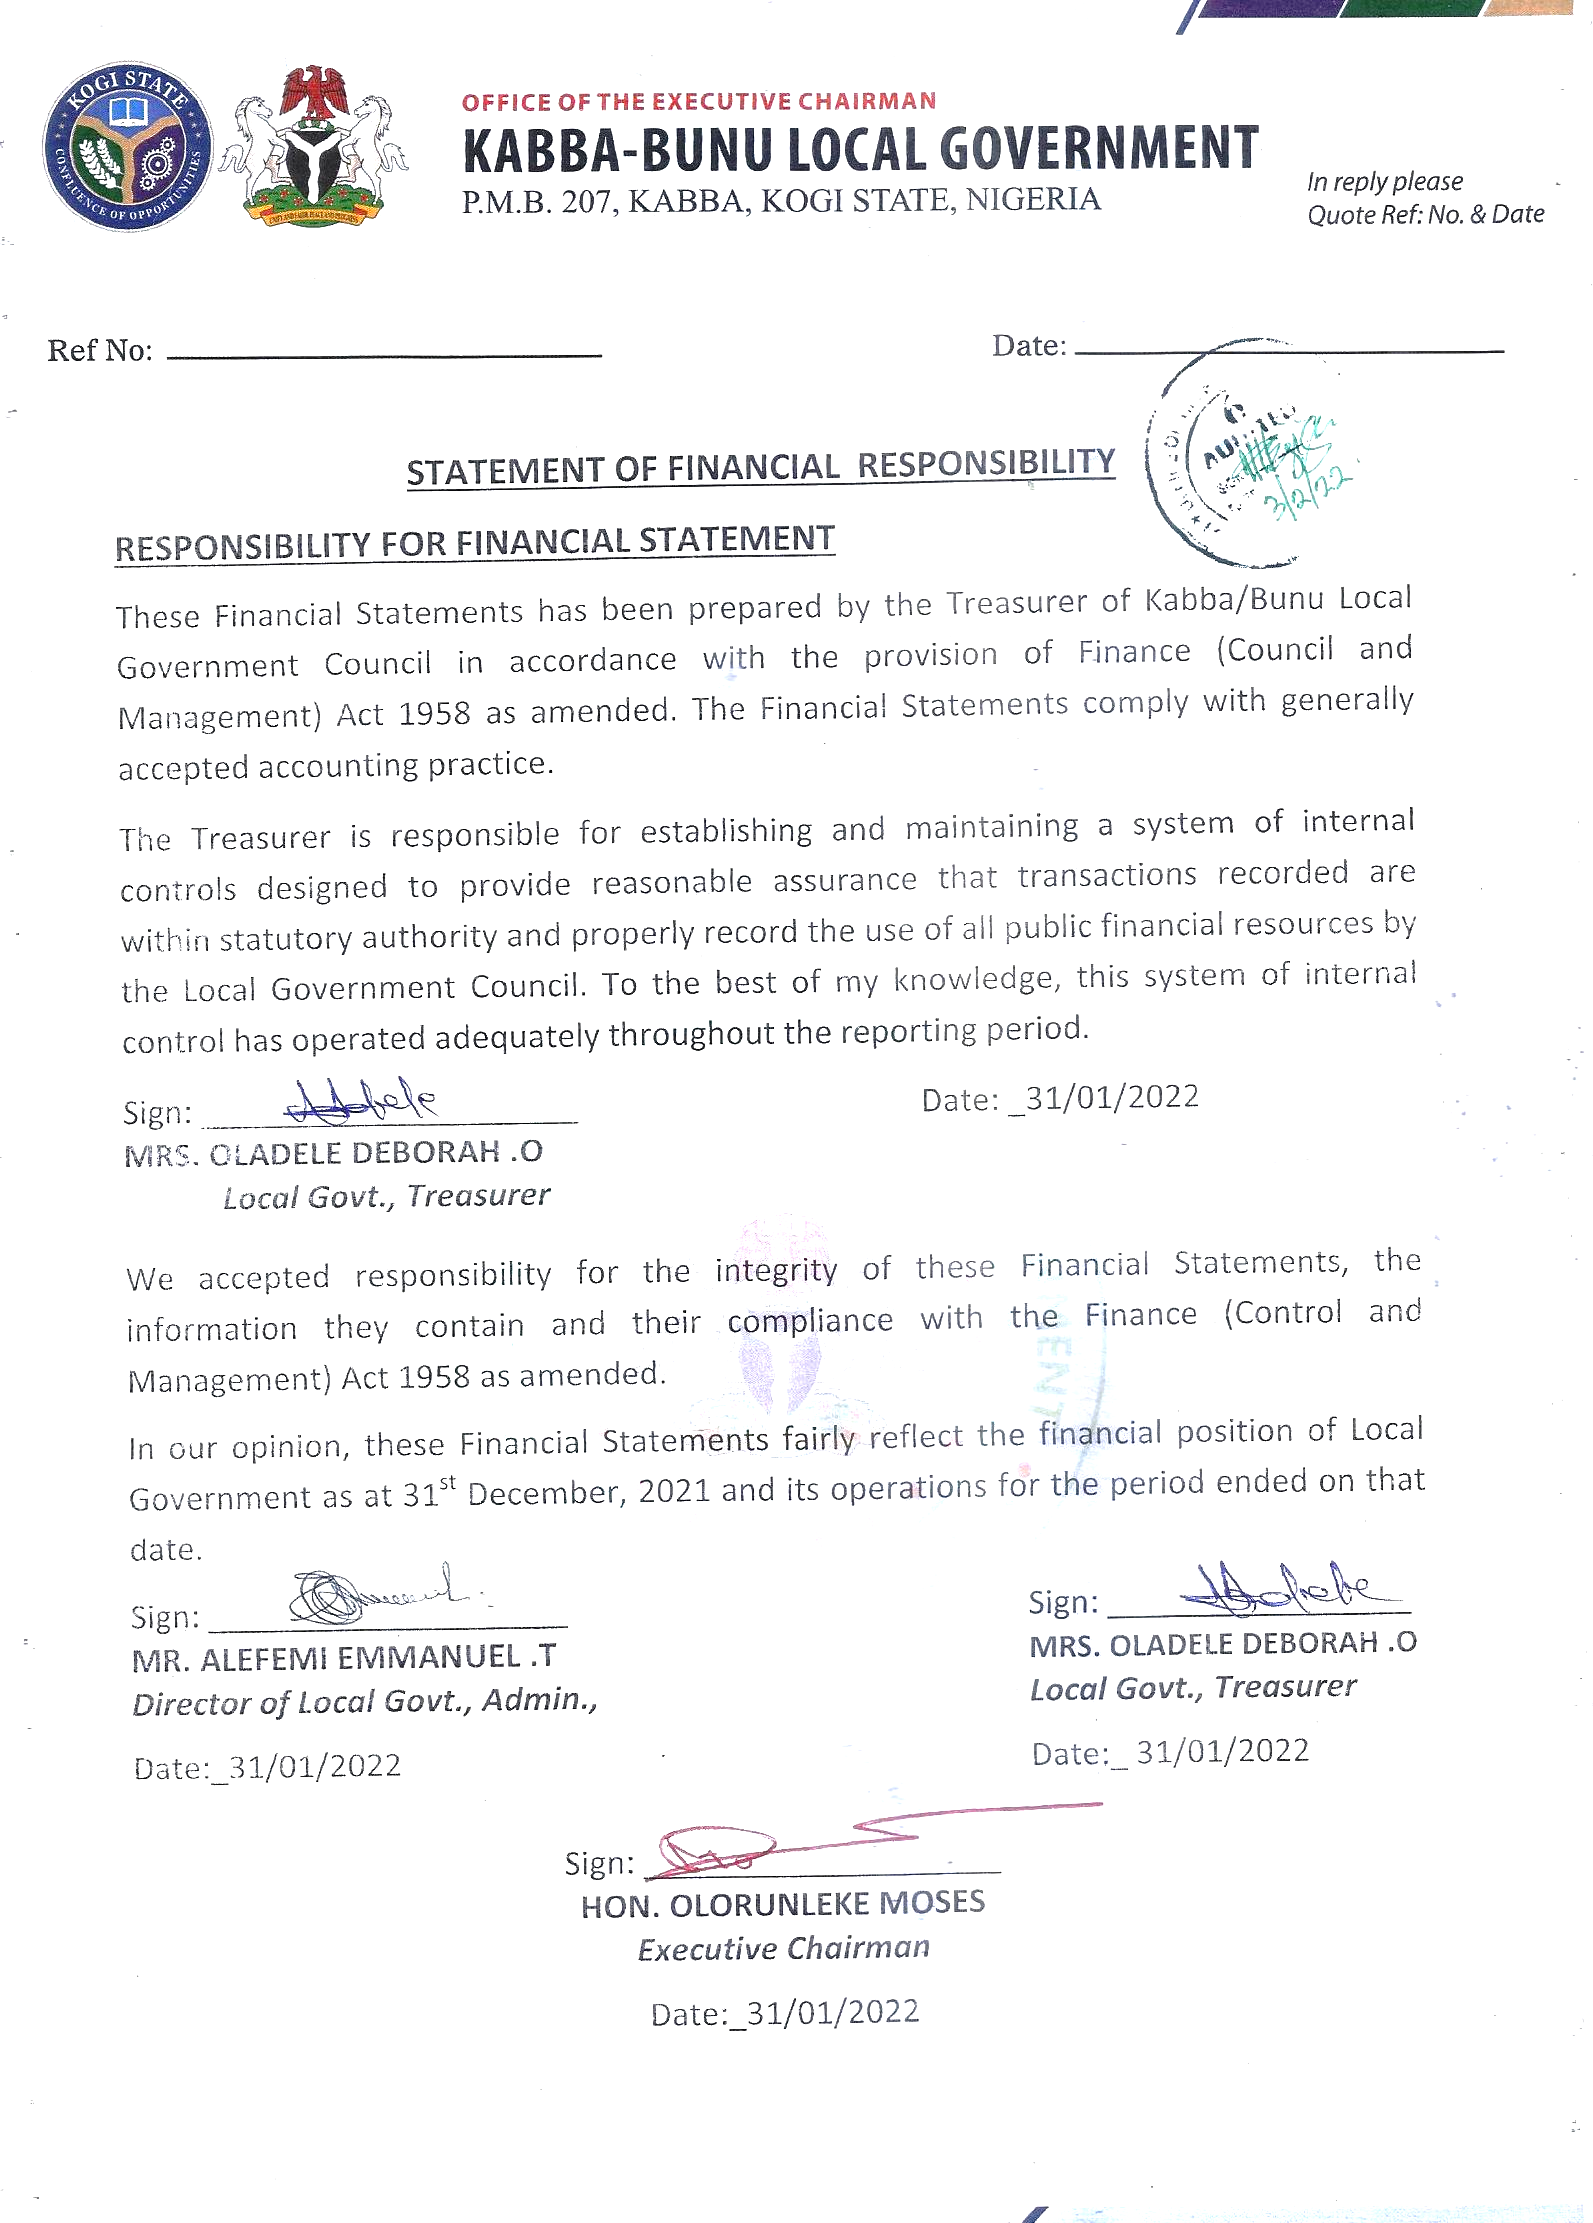 KOGI STATE
CONFLUENCE OF OPPORTUNITIES
OFFICE OF THE EXECUTIVE CHAIRMAN
KABBA-BUNU LOCAL GOVERNMENT
P.M.B. 207, KABBA, KOGI STATE, NIGERIA
In reply please
Quote Ref: No. & Date
Ref No:
Date:
3/2/22
STATEMENT OF FINANCIAL RESPONSIBILITY
RESPONSIBILITY FOR FINANCIAL STATEMENT
These Financial Statements has been prepared by the Treasurer of Kabba/Bunu Local
Government Council in accordance with the provision of Finance (Council and
Management) Act 1958 as amended. The Financial Statements comply with generally
accepted accounting practice.
The Treasurer is responsible for establishing and maintaining a system of internal
controls designed to provide reasonable assurance that transactions recorded are
within statutory authority and properly record the use of all public financial resources by
the Local Government Council. To the best of my knowledge, this system of internal
control has operated adequately throughout the reporting period.
Sign: Date: _31/01/2022
MRS. OLADELE DEBORAH .O
Local Govt., Treasurer
We accepted responsibility for the integrity of these Financial Statements, the
information they contain and their compliance with the Finance (Control and
Management) Act 1958 as amended.
In our opinion, these Financial Statements fairly reflect the financial position of Local
Government as at 31st December, 2021 and its operations for the period ended on that
date.
Sign:
MR. ALEFEMI EMMANUEL .T
Director of Local Govt., Admin.,
Date:_31/01/2022
Sign:
MRS. OLADELE DEBORAH .O
Local Govt., Treasurer
Date:_ 31/01/2022
Sign:
HON. OLORUNLEKE MOSES
Executive Chairman
Date:_31/01/2022